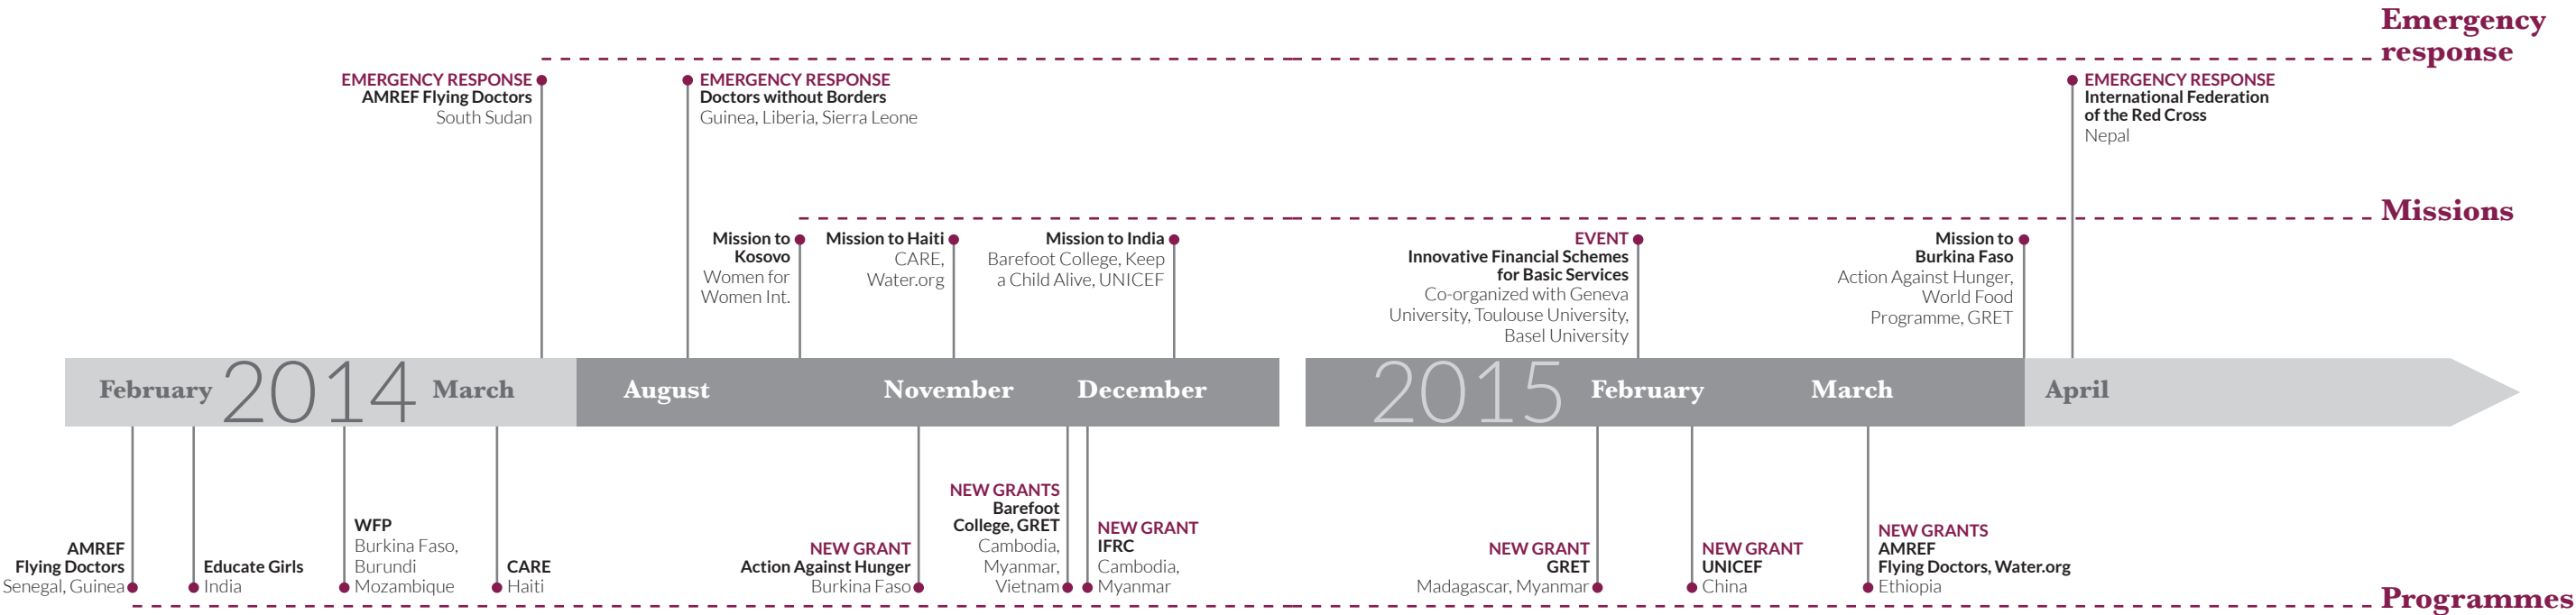 Emergency
response
EMERGENCY RESPONSE
AMREF Flying Doctors
South Sudan
EMERGENCY RESPONSE
Doctors without Borders
Guinea, Liberia, Sierra Leone
EMERGENCY RESPONSE
International Federation
of the Red Cross
Nepal
Missions
Mission to
Kosovo
Women for
Women Int.
Mission to Haiti
CARE,
Water.org
Mission to India
Barefoot College, Keep
a Child Alive, UNICEF
EVENT
Innovative Financial Schemes
for Basic Services
Co-organized with Geneva
University, Toulouse University,
Basel University
Mission to
Burkina Faso
Action Against Hunger,
World Food
Programme, GRET
February 2014 March August November December 2015 February March April
AMREF
Flying Doctors
Senegal, Guinea
Educate Girls
India
WFP
Burkina Faso,
Burundi
Mozambique
CARE
Haiti
NEW GRANT
Action Against Hunger
Burkina Faso
NEW GRANTS
Barefoot
College, GRET
Cambodia,
Myanmar,
Vietnam
NEW GRANT
IFRC
Cambodia,
Myanmar
NEW GRANT
GRET
Madagascar, Myanmar
NEW GRANT
UNICEF
China
NEW GRANTS
AMREF
Flying Doctors, Water.org
Ethiopia
Programmes